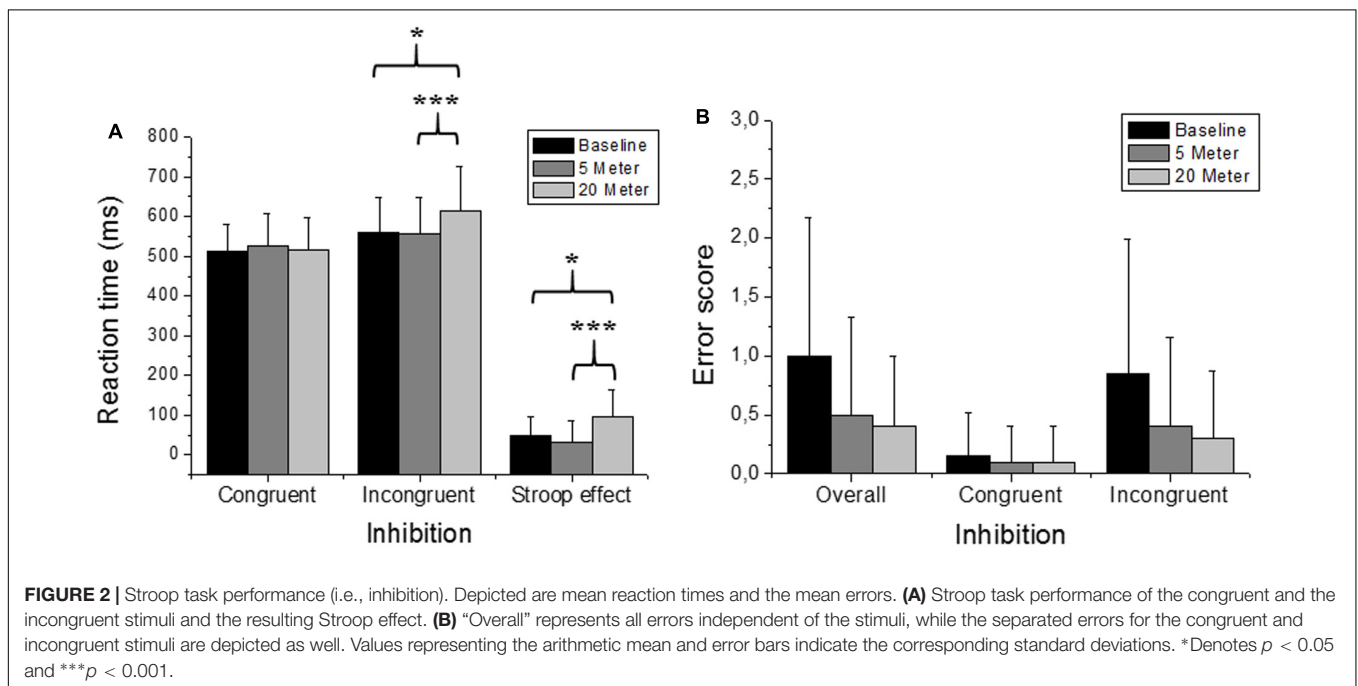 *
***
A
800
700
600
500
400
300
200
100
0
Reaction time (ms)
Baseline
5 Meter
20 Meter
*
***
Congruent Incongruent Stroop effect
Inhibition
B
3,0
2,5
2,0
1,5
1,0
0,5
0,0
Error score
Baseline
5 Meter
20 Meter
Overall Congruent Incongruent
Inhibition
FIGURE 2 | Stroop task performance (i.e., inhibition). Depicted are mean reaction times and the mean errors. (A) Stroop task performance of the congruent and the
incongruent stimuli and the resulting Stroop effect. (B) “Overall” represents all errors independent of the stimuli, while the separated errors for the congruent and
incongruent stimuli are depicted as well. Values representing the arithmetic mean and error bars indicate the corresponding standard deviations. *Denotes p < 0.05
and ***p < 0.001.